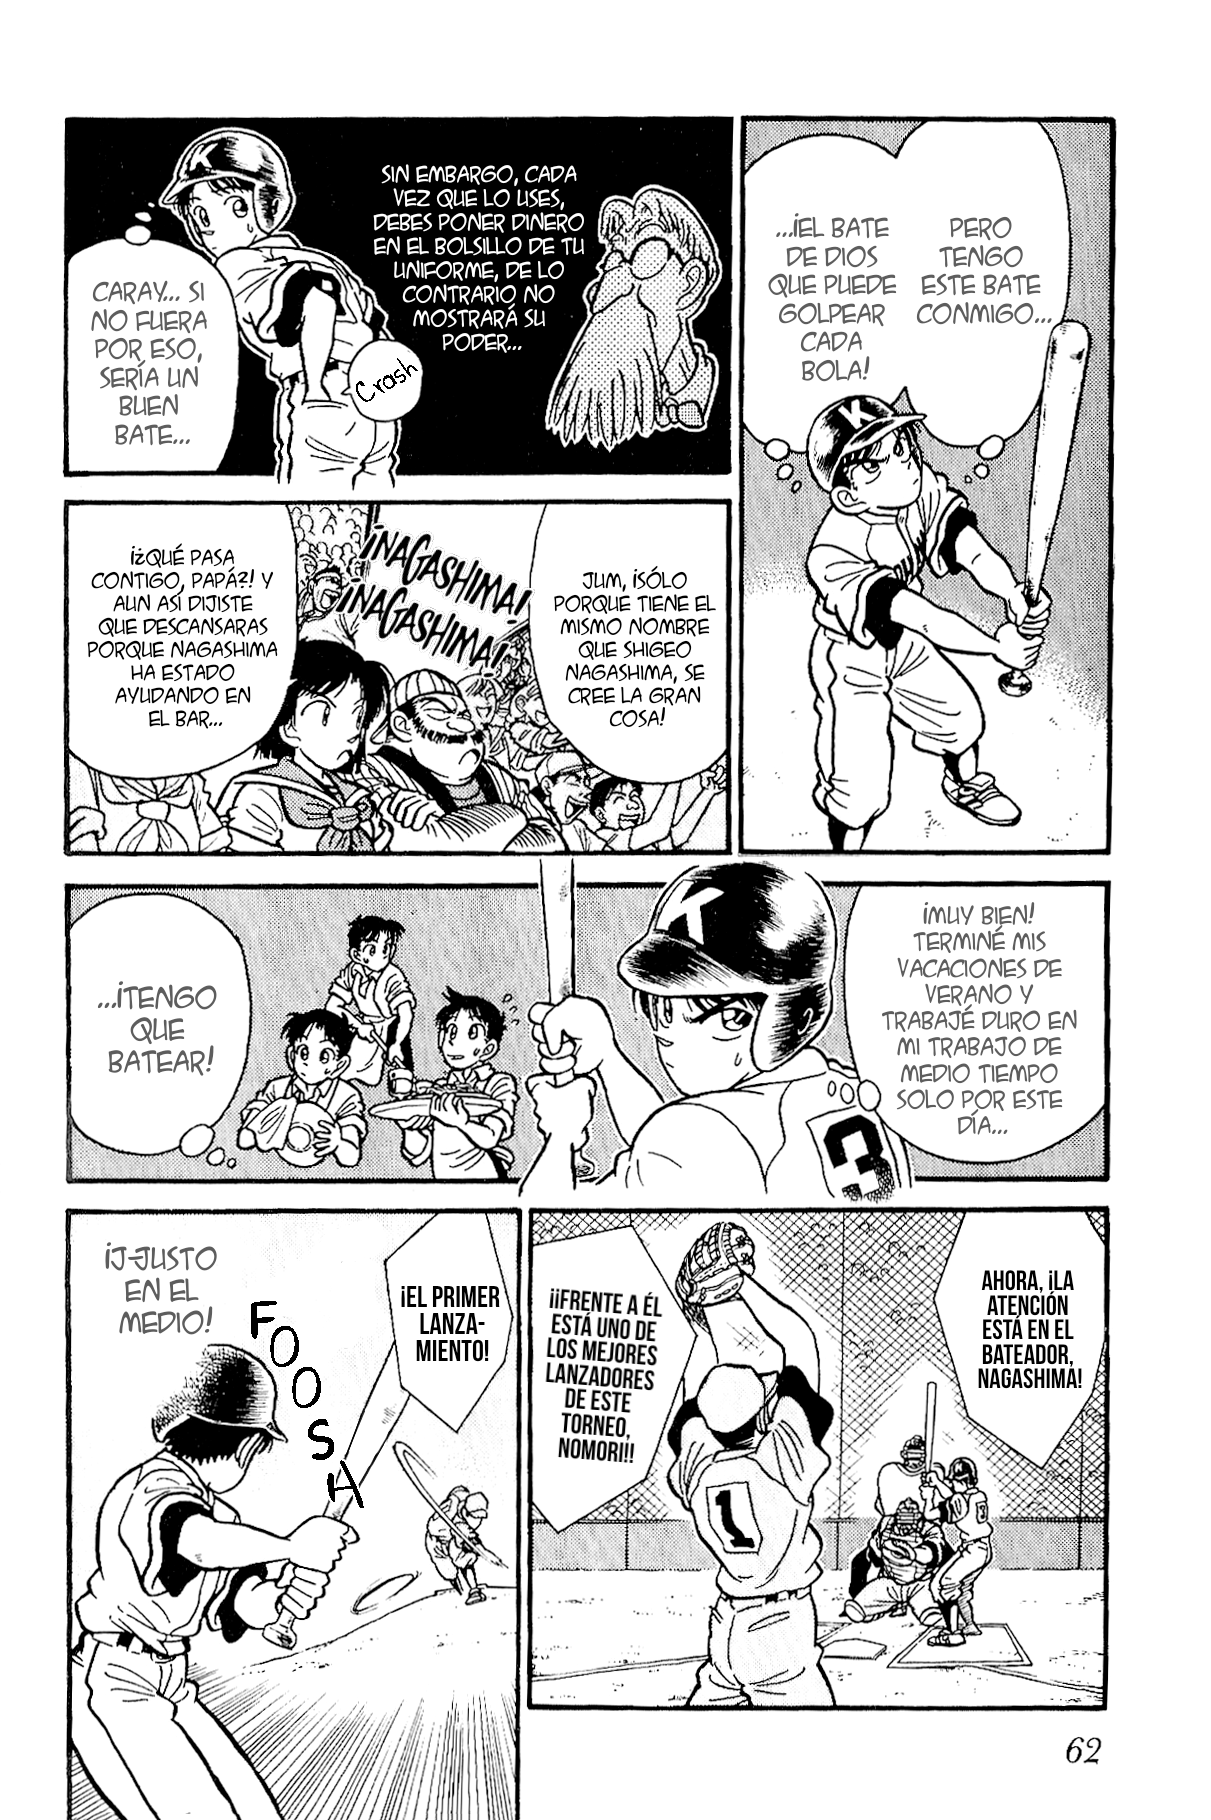 PERO
TENGO
ESTE BATE
CONMIGO...
...¡EL BATE
DE DIOS
QUE PUEDE
GOLPEAR
CADA
BOLA!
SIN EMBARGO, CADA
VEZ QUE LO USES,
DEBES PONER DINERO
EN EL BOLSILLO DE TU
UNIFORME, DE LO
CONTRARIO NO
MOSTRARÁ SU
PODER...
K
Crash
CARAY... SI
NO FUERA
POR ESO,
SERÍA UN
BUEN
BATE...
K
JUM, ¡SÓLO
PORQUE TIENE EL
MISMO NOMBRE
QUE SHIGEO
NAGASHIMA, SE
CREE LA GRAN
COSA!
¡NAGASHIMA!
¡NAGASHIMA!
¡¿QUÉ PASA
CONTIGO, PAPÁ?! Y
AUN ASÍ DIJISTE
QUE DESCANSARAS
PORQUE NAGASHIMA
HA ESTADO
AYUDANDO EN
EL BAR...
¡MUY BIEN!
TERMINÉ MIS
VACACIONES DE
VERANO Y
TRABAJÉ DURO EN
MI TRABAJO DE
MEDIO TIEMPO
SOLO POR ESTE
DÍA...
K
3
...¡TENGO
QUE
BATEAR!
AHORA, ¡LA
ATENCIÓN
ESTÁ EN EL
BATEADOR,
NAGASHIMA!
¡¡FRENTE A ÉL
ESTÁ UNO DE
LOS MEJORES
LANZADORES
DE ESTE
TORNEO,
NOMORI!!
1
3
¡EL PRIMER
LANZA-
MIENTO!
¡J-JUSTO
EN EL
MEDIO!
FOOSH
62